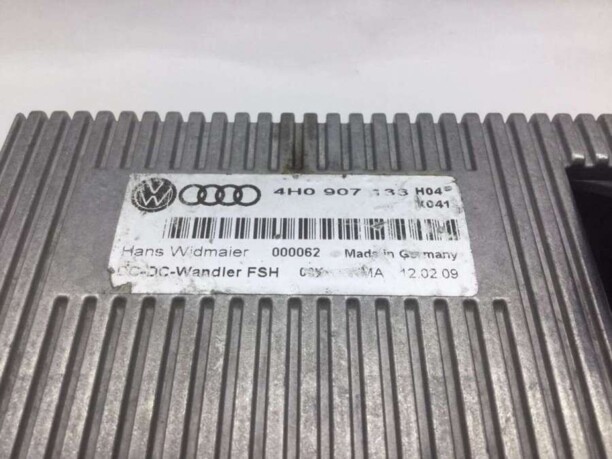 4H0 907 133 H04
X041
Hans Widmaier 000062 Made in Germany
DC-DC-Wandler FSH MA 12.02.09